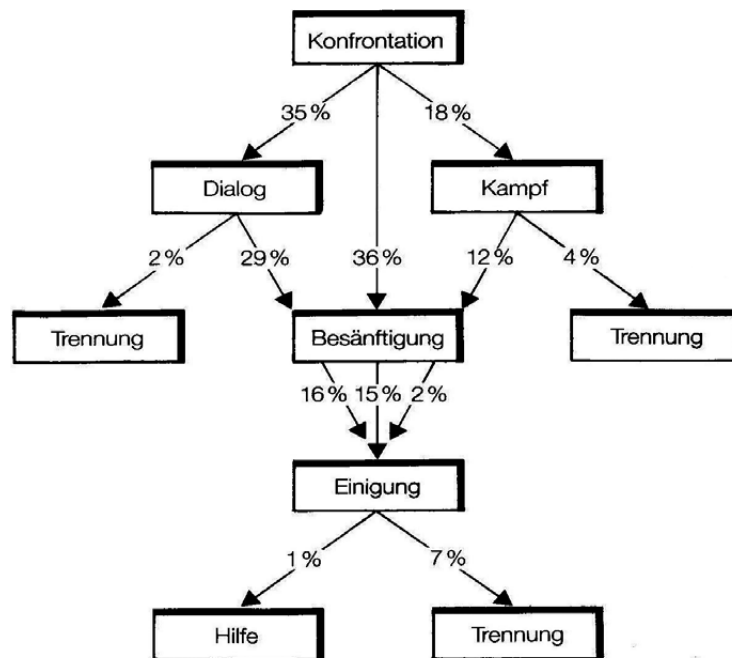 Konfrontation
35% 18%
Dialog Kampf
2% 29% 36% 12% 4%
Trennung Besänftigung Trennung
16% 15% 2%
Einigung
1% 7%
Hilfe Trennung